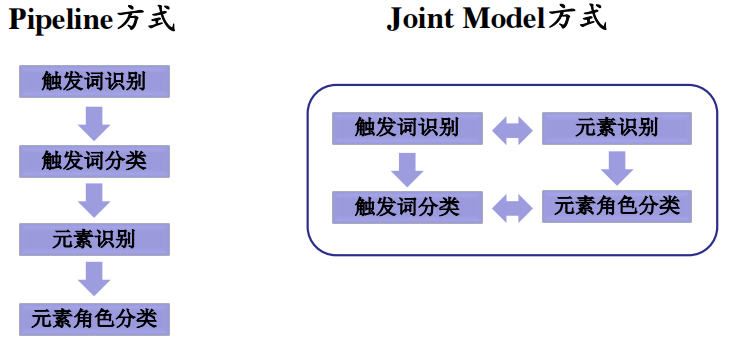 Pipeline方式
触发词识别
触发词分类
元素识别
元素角色分类
Joint Model方式
触发词识别
元素识别
触发词分类
元素角色分类